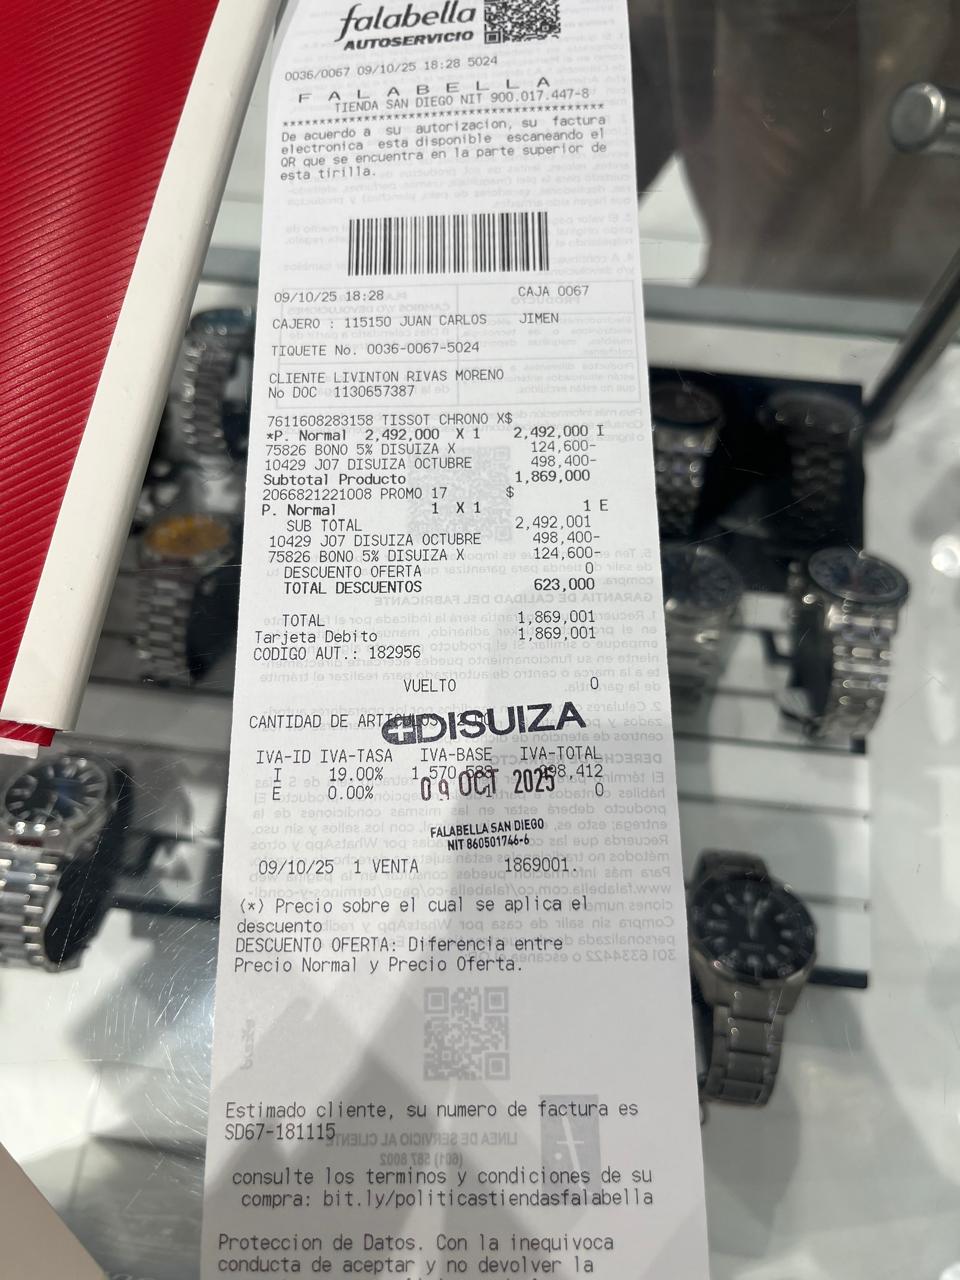 falabella
AUTOSERVICIO
0036/0067 09/10/25 18:28 5024
F A L A B E L L A
TIENDA SAN DIEGO NIT 900.017.447-8
****************************************
De acuerdo a su autorizacion, su factura
electronica esta disponible escaneando el
QR que se encuentra en la parte superior de
esta tirilla.
09/10/25 18:28 CAJA 0067
CAJERO : 115150 JUAN CARLOS JIMEN
TIQUETE No. 0036-0067-5024
CLIENTE LIVINTON RIVAS MORENO
No DOC 1130657387
7611608283158 TISSOT CHRONO X$
*P. Normal 2,492,000 X 1 2,492,000 I
75826 BONO 5% DISUIZA X 124,600-
10429 J07 DISUIZA OCTUBRE 498,400-
Subtotal Producto 1,869,000
2066821221008 PROMO 17 $
P. Normal 1 X 1 1 E
SUB TOTAL 2,492,001
10429 J07 DISUIZA OCTUBRE 498,400-
75826 BONO 5% DISUIZA X 124,600-
DESCUENTO OFERTA 0
TOTAL DESCUENTOS 623,000
TOTAL 1,869,001
Tarjeta Debito 1,869,001
CODIGO AUT.: 182956
VUELTO 0
CANTIDAD DE
DISUIZA
IVA-ID IVA-TASA IVA-BASE IVA-TOTAL
I 19.00% 298,412
E 0.00% 0
09 OCT 2025
FALABELLA SAN DIEGO
NIT 860501746-6
09/10/25 1 VENTA 1869001.
(*) Precio sobre el cual se aplica el
descuento
DESCUENTO OFERTA: Diferencia entre
Precio Normal y Precio Oferta.
Estimado cliente, su numero de factura es
SD67-181115
consulte los terminos y condiciones de su
compra: bit.ly/politicastiendasfalabella
Proteccion de Datos. Con la inequivoca
conducta de aceptar y no devolver la